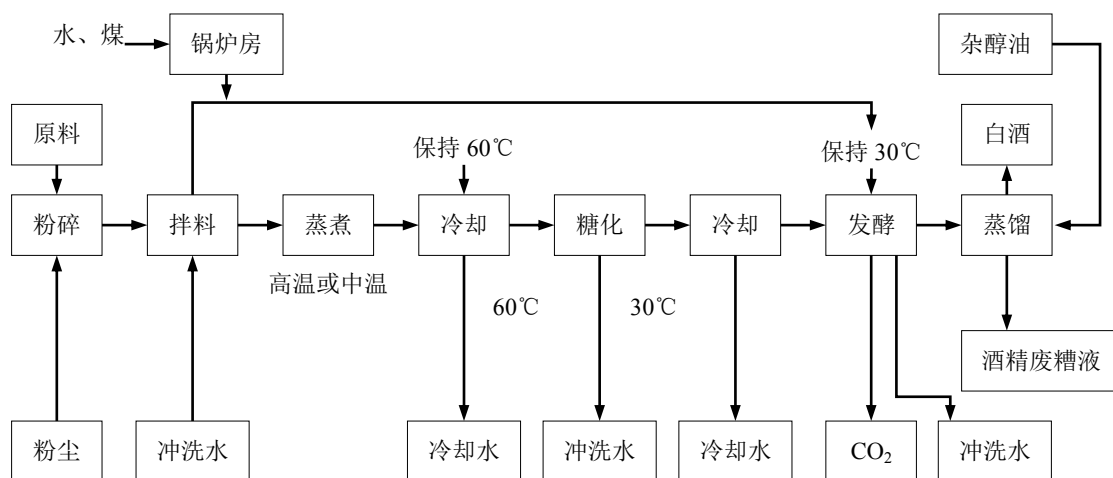 水、煤
锅炉房
杂醇油
原料
保持 60℃
保持 30℃
白酒
粉碎
拌料
蒸煮
冷却
糖化
冷却
发酵
蒸馏
高温或中温
60℃
30℃
酒精废糟液
粉尘
冲洗水
冷却水
冲洗水
冷却水
CO₂
冲洗水